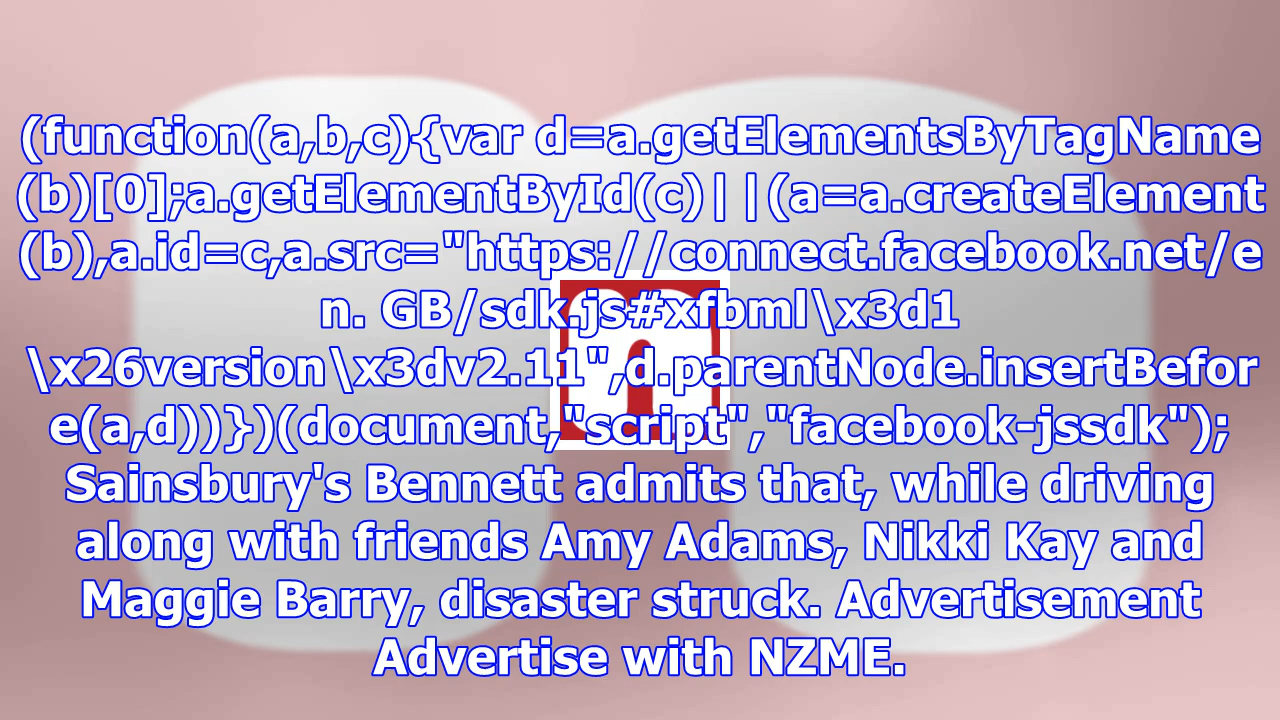 (function(a,b,c){var d=a.getElementsByTagName
(b)[0];a.getElementById(c)||(a=a.createElement
(b),a.id=c,a.src="https://connect.facebook.net/e
n. GB/sdk.js#xfbml\x3d1
\x26version\x3dv2.11",d.parentNode.insertBefor
e(a,d))})(document,"script","facebook-jssdk");
Sainsbury's Bennett admits that, while driving
along with friends Amy Adams, Nikki Kay and
Maggie Barry, disaster struck. Advertisement
Advertise with NZME.